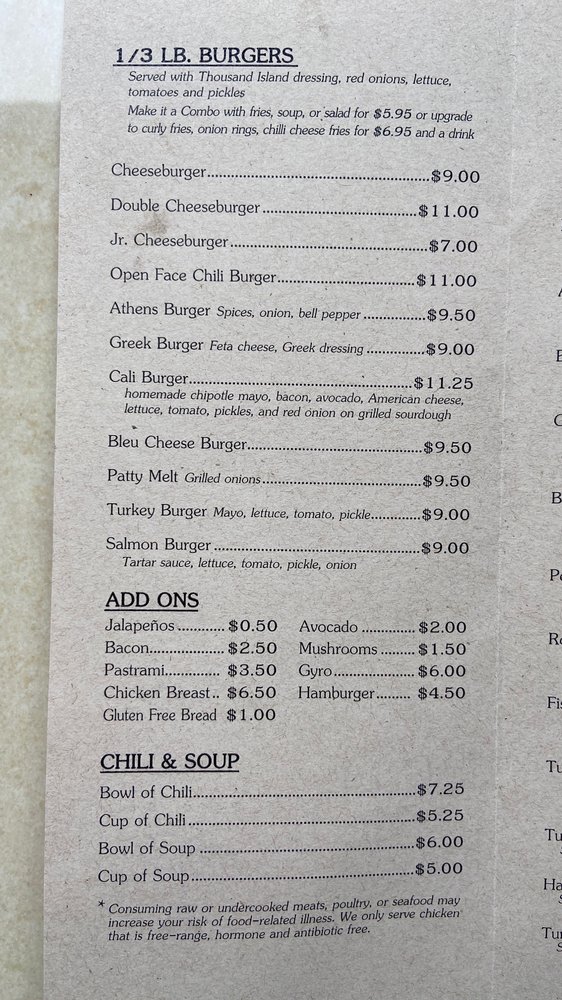 1/3 LB. BURGERS
Served with Thousand Island dressing, red onions, lettuce,
tomatoes and pickles
Make it a Combo with fries, soup, or salad for $5.95 or upgrade
to curly fries, onion rings, chilli cheese fries for $6.95 and a drink
Cheeseburger $9.00
Double Cheeseburger $11.00
Jr. Cheeseburger $7.00
Open Face Chili Burger $11.00
Athens Burger Spices, onion, bell pepper $9.50
Greek Burger Feta cheese, Greek dressing $9.00
Cali Burger $11.25
homemade chipotle mayo, bacon, avocado, American cheese,
lettuce, tomato, pickles, and red onion on grilled sourdough
Bleu Cheese Burger $9.50
Patty Melt Grilled onions $9.50
Turkey Burger Mayo, lettuce, tomato, pickle $9.00
Salmon Burger $9.00
Tartar sauce, lettuce, tomato, pickle, onion
ADD ONS
Jalapeños $0.50 Avocado $2.00
Bacon $2.50 Mushrooms $1.50
Pastrami $3.50 Gyro $6.00
Chicken Breast $6.50 Hamburger $4.50
Gluten Free Bread $1.00
CHILI & SOUP
Bowl of Chili $7.25
Cup of Chili $5.25
Bowl of Soup $6.00
Cup of Soup $5.00
* Consuming raw or undercooked meats, poultry, or seafood may
increase your risk of food-related illness. We only serve chicken
that is free-range, hormone and antibiotic free.